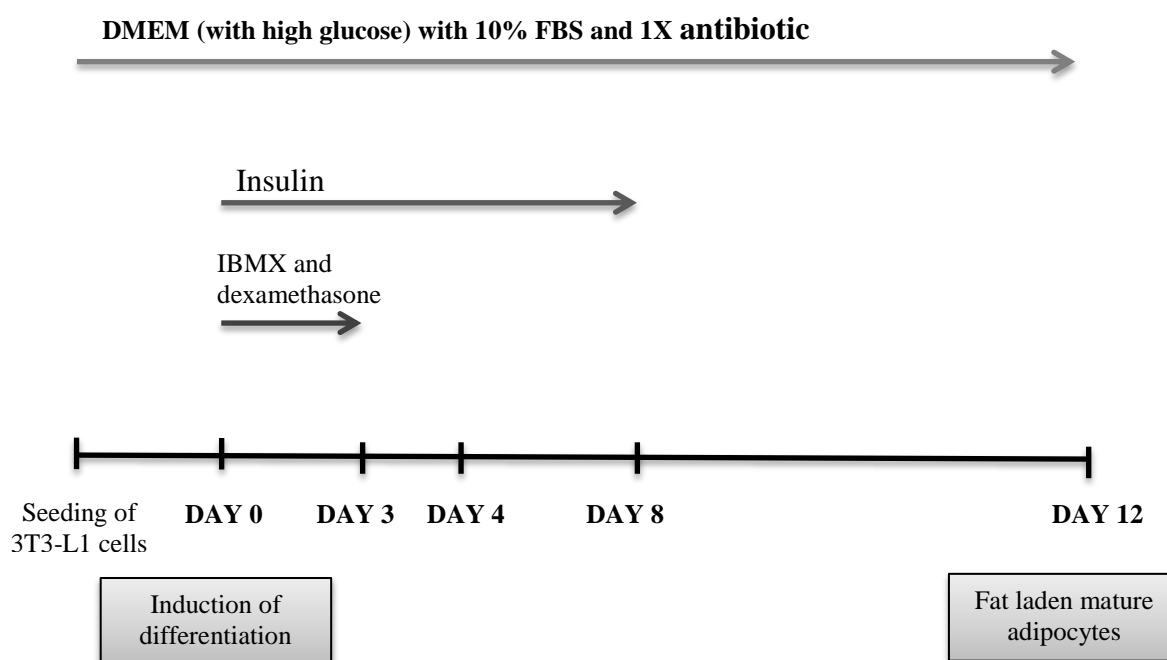 DMEM (with high glucose) with 10% FBS and 1X antibiotic
Insulin
IBMX and
dexamethasone
Seeding of
3T3-L1 cells
DAY 0
DAY 3
DAY 4
DAY 8
DAY 12
Induction of
differentiation
Fat laden mature
adipocytes